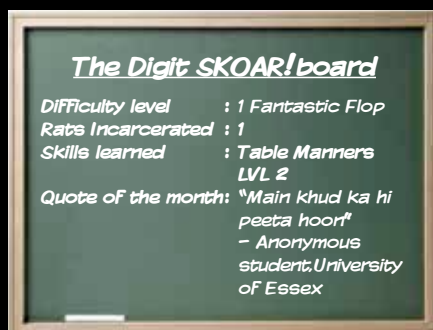 The Digit SKOAR! board
Difficulty level : 1 Fantastic Flop
Rats Incarcerated : 1
Skills learned : Table Manners
LVL 2
Quote of the month: "Main khud ka hi
peeta hoon"
- Anonymous
student,University
of Essex